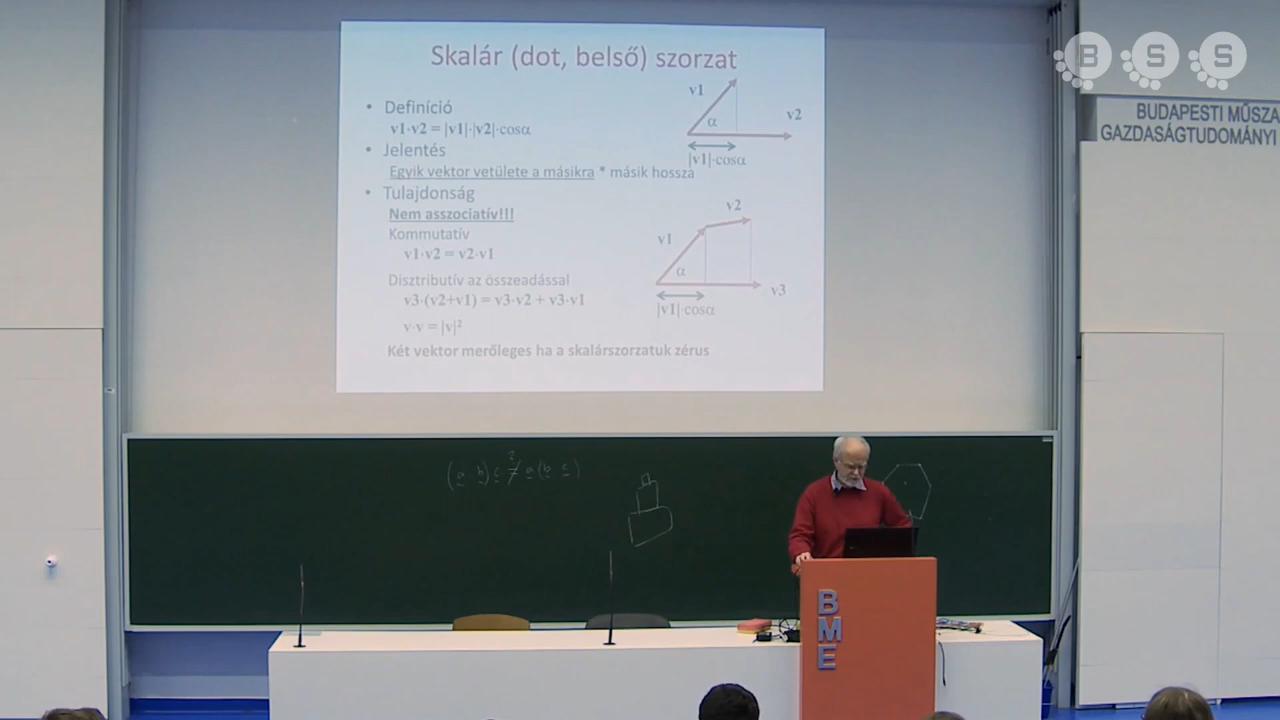 Skalár (dot, belső) szorzat
• Definíció
v1·v2 = |v1|·|v2|·cosα
• Jelentés
Egyik vektor vetülete a másikra * másik hossza
• Tulajdonság
Nem asszociatív!!!
Kommutatív
v1·v2 = v2·v1
Disztributív az összeadással
v3·(v2+v1) = v3·v2 + v3·v1
v·v = |v|²
Két vektor merőleges ha a skalárszorzatuk zérus
v1
v2
α
|v1|·cosα
v2
v1
α
v3
|v1|·cosα
BSS
BUDAPESTI MŰSZA
GAZDASÁGTUDOMÁNYI
(a b) c ≠ a (b c)
?
BME